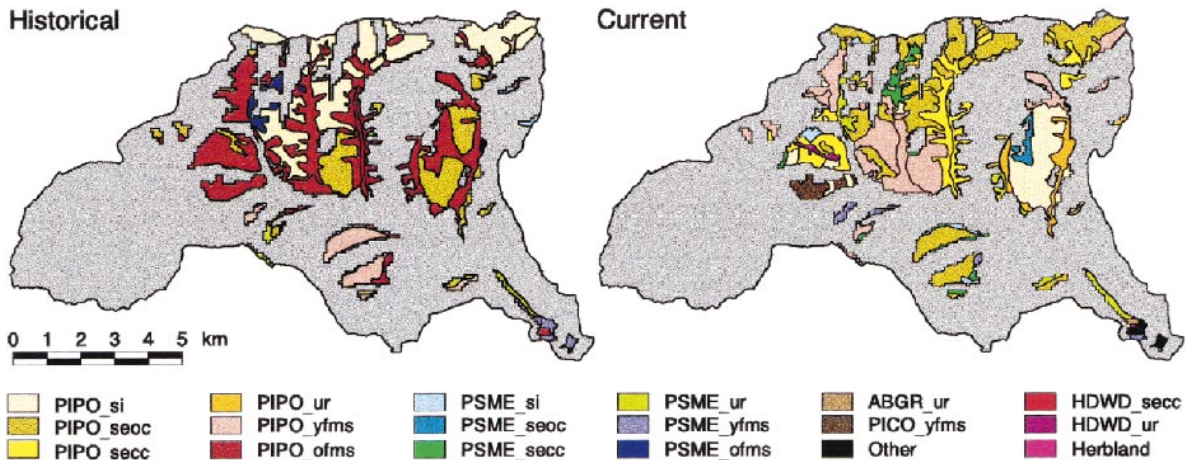 Historical Current
0 1 2 3 4 5 km
PIPO_si PIPO_ur PSME_si PSME_ur ABGR_ur HDWD_secc
PIPO_seoc PIPO_yfms PSME_seoc PSME_yfms PICO_yfms HDWD_ur
PIPO_secc PIPO_ofms PSME_secc PSME_ofms Other Herbland